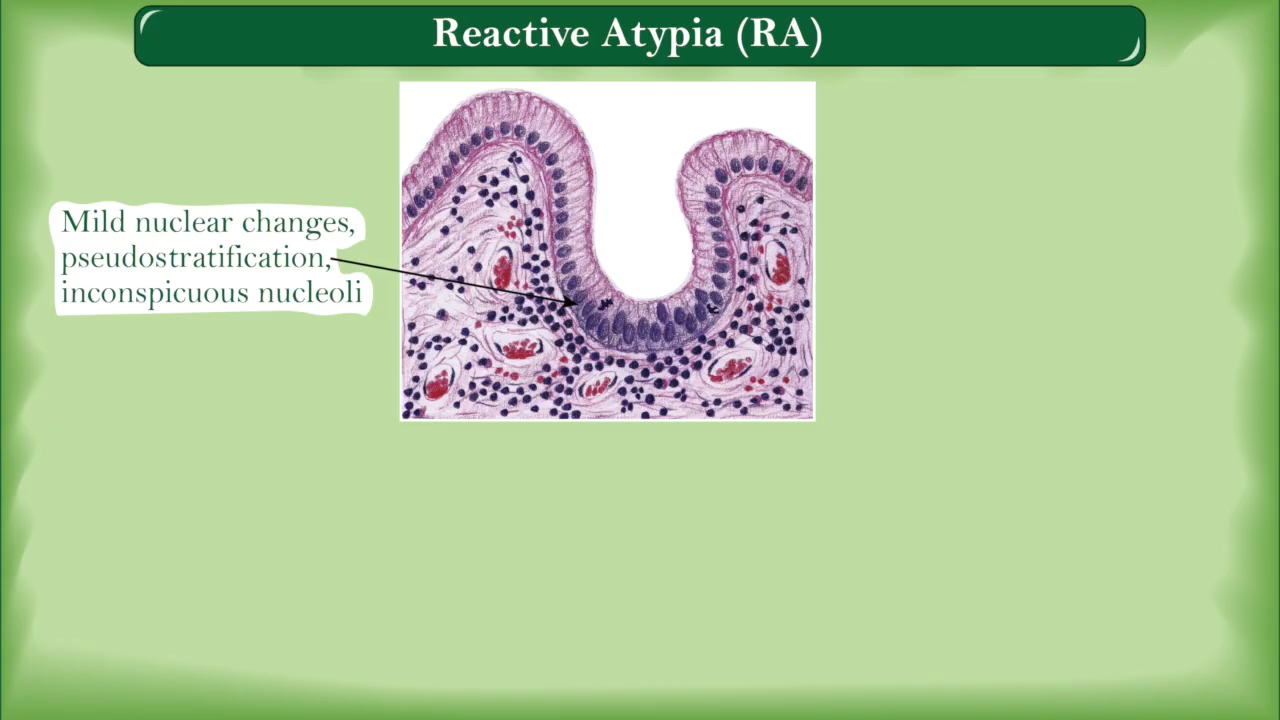 Reactive Atypia (RA)
Mild nuclear changes,
pseudostratification,
inconspicuous nucleoli